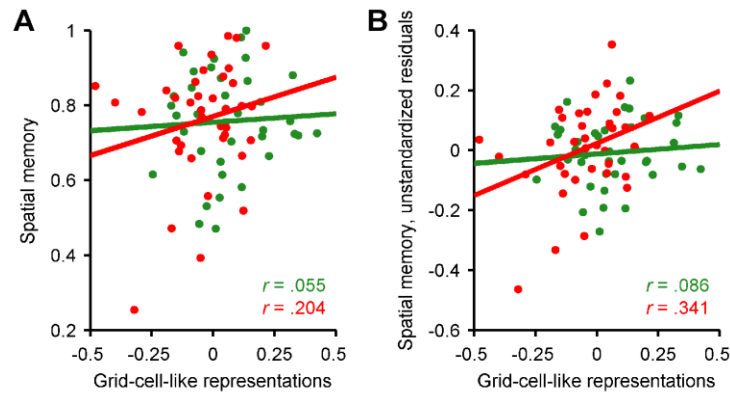 A
B
Spatial memory
1
0.8
0.6
0.4
0.2
-0.5
-0.25
0
0.25
0.5
r = .055
r = .204
Grid-cell-like representations
Spatial memory, unstandardized residuals
0.4
0.2
0
-0.2
-0.4
-0.6
-0.5
-0.25
0
0.25
0.5
r = .086
r = .341
Grid-cell-like representations